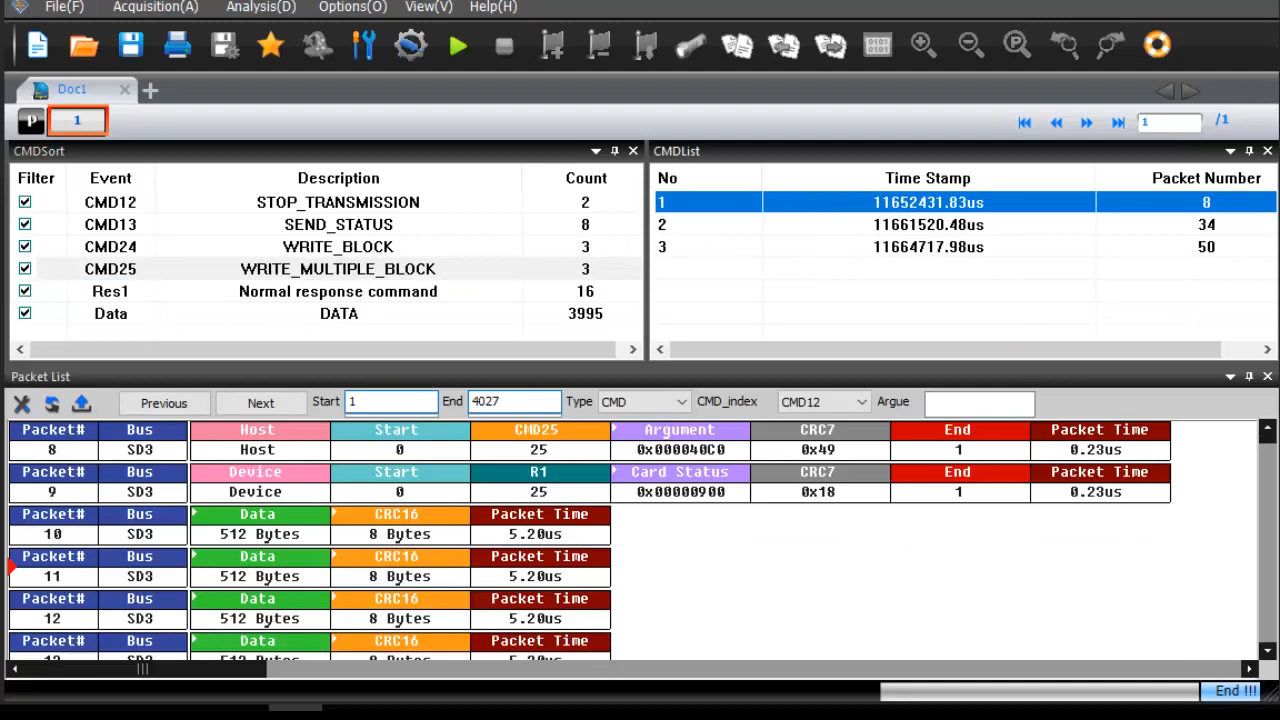 File(F) Acquisition(A) Analysis(D) Options(O) View(V) Help(H)
Doc1
P 1
1 /1
CMDSort
Filter Event Description Count
CMD12 STOP_TRANSMISSION 2
CMD13 SEND_STATUS 8
CMD24 WRITE_BLOCK 3
CMD25 WRITE_MULTIPLE_BLOCK 3
Res1 Normal response command 16
Data DATA 3995
CMDList
No Time Stamp Packet Number
1 11652431.83us 8
2 11661520.48us 34
3 11664717.98us 50
Packet List
Previous Next Start 1 End 4027 Type CMD CMD_index CMD12 Argue
Packet# Bus Host Start CMD25 Argument CRC7 End Packet Time
8 SD3 Host 0 25 0x000040C0 0x49 1 0.23us
Packet# Bus Device Start R1 Card Status CRC7 End Packet Time
9 SD3 Device 0 25 0x00000900 0x18 1 0.23us
Packet# Bus Data CRC16 Packet Time
10 SD3 512 Bytes 8 Bytes 5.20us
Packet# Bus Data CRC16 Packet Time
11 SD3 512 Bytes 8 Bytes 5.20us
Packet# Bus Data CRC16 Packet Time
12 SD3 512 Bytes 8 Bytes 5.20us
Packet# Bus Data CRC16 Packet Time
End !!!